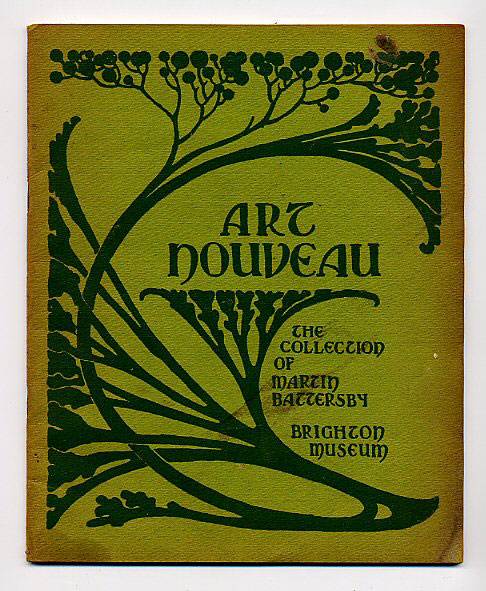 ART
NOUVEAU
THE
COLLECTION
OF
MARTIN
BATTERSBY
BRIGHTON
MUSEUM